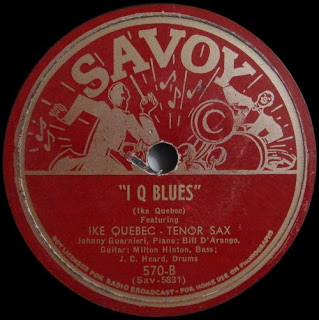 SAVOY
"I Q BLUES"
(Ike Quebec)
Featuring
IKE QUEBEC - TENOR SAX
Johnny Guarnieri, Piano; Bill D'Arango,
Guitar; Milton Hinton, Bass;
J. C. Heard, Drums
570-B
(Sav-5831)
NOT LICENSED FOR RADIO BROADCAST - FOR HOME USE ON PHONOGRAPHS